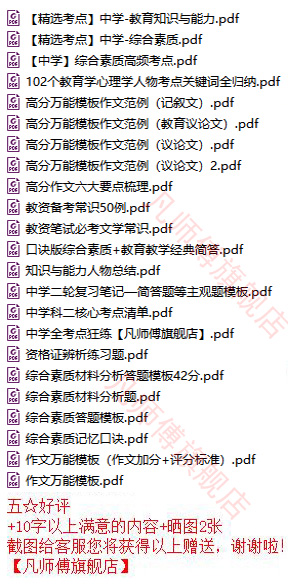 【精选考点】中学-教育知识与能力.pdf
【精选考点】中学-综合素质.pdf
【中学】综合素质高频考点.pdf
102个教育学心理学人物考点关键词全归纳.pdf
高分万能模板作文范例（记叙文）.pdf
高分万能模板作文范例（教育议论文）.pdf
高分万能模板作文范例（议论文）.pdf
高分万能模板作文范例（议论文）2.pdf
高分作文六大要点梳理.pdf
教资备考常识50例.pdf
教资笔试必考文学常识.pdf
口诀版综合素质+教育教学经典简答.pdf
知识与能力人物总结.pdf
中学二轮复习笔记—简答题等主观题模板.pdf
中学科二核心考点清单.pdf
中学全考点狂练【凡师傅旗舰店】.pdf
资格证辨析练习题.pdf
综合素质材料分析答题模板42分.pdf
综合素质材料分析题.pdf
综合素质答题模板.pdf
综合素质记忆口诀.pdf
作文万能模板（作文加分+评分标准）.pdf
作文万能模板.pdf
五☆好评
+10字以上满意的内容+晒图2张
截图给客服您将获得以上赠送，谢谢啦！
【凡师傅旗舰店】
凡师傅旗舰店
凡师傅旗舰店